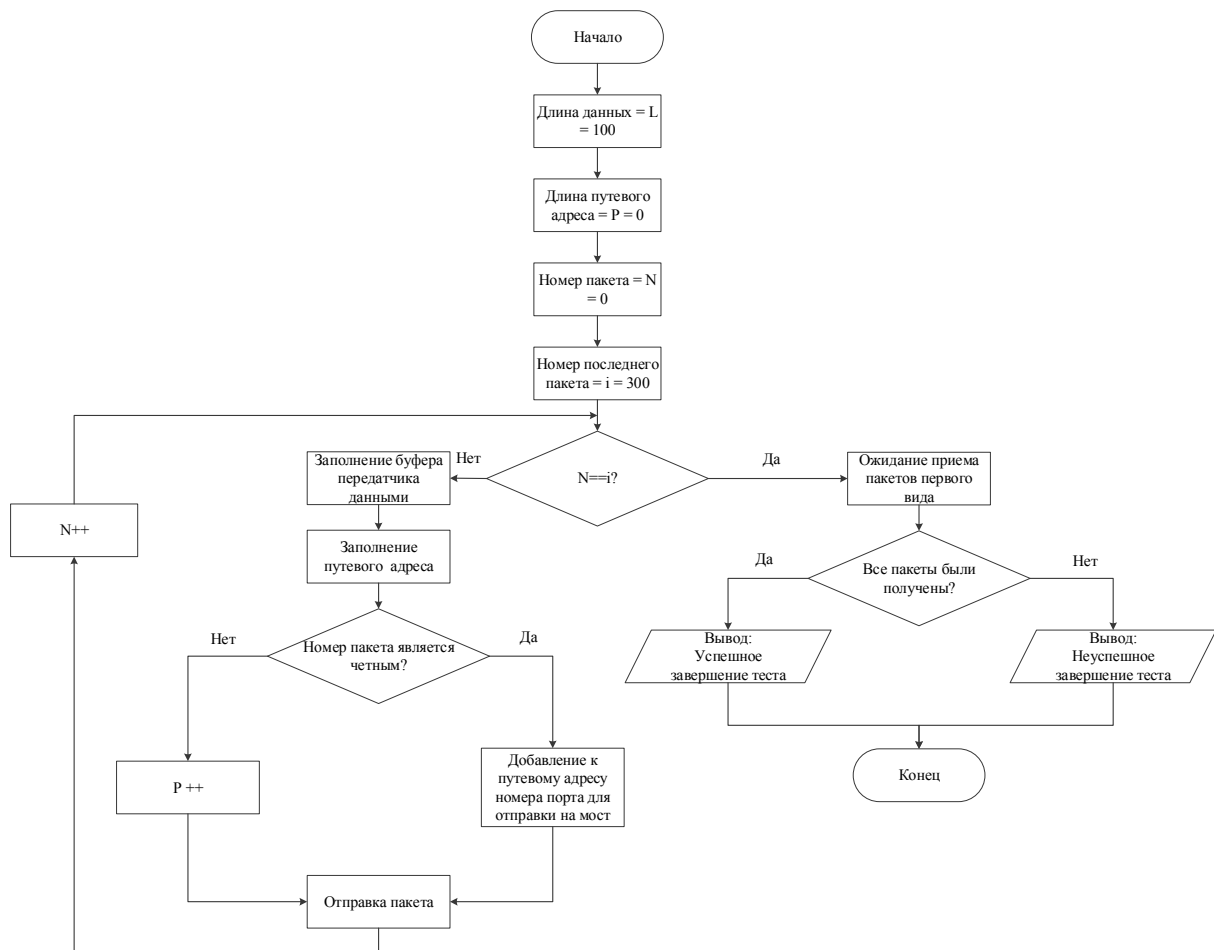 Начало
Длина данных = L
= 100
Длина путевого
адреса = P = 0
Номер пакета = N
= 0
Номер последнего
пакета = i = 300
N==i?
Нет
Да
Заполнение буфера
передатчика
данными
Ожидание приема
пакетов первого
вида
N++
Заполнение
путевого адреса
Все пакеты были
получены?
Да
Нет
Номер пакета является
четным?
Нет
Да
Вывод:
Успешное
завершение теста
Вывод:
Неуспешное
завершение теста
P ++
Добавление к
путевому адресу
номера порта для
отправки на мост
Конец
Отправка пакета